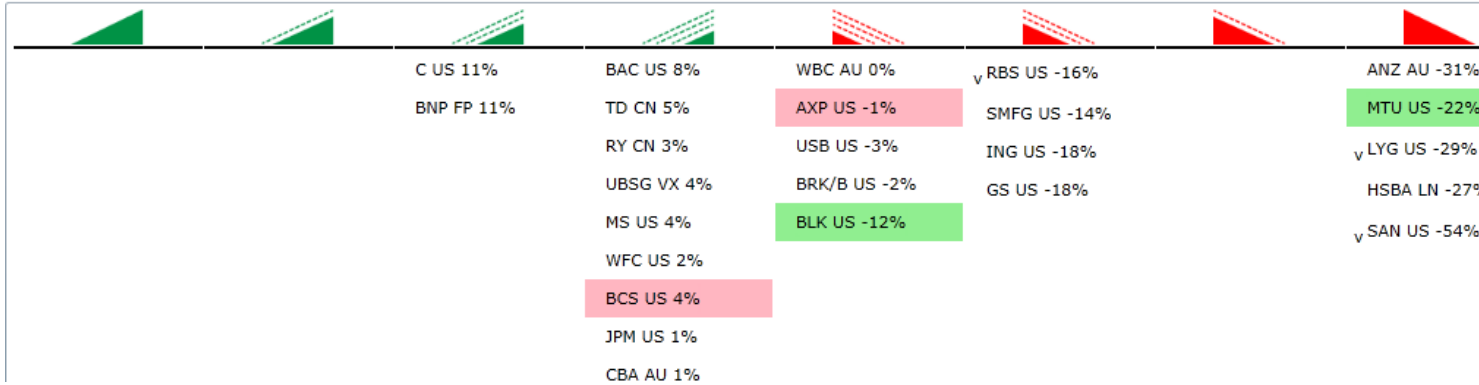 C US 11% BAC US 8% WBC AU 0% v RBS US -16% ANZ AU -31%
BNP FP 11% TD CN 5% AXP US -1% SMFG US -14% MTU US -22%
RY CN 3% USB US -3% ING US -18% v LYG US -29%
UBSG VX 4% BRK/B US -2% GS US -18% HSBA LN -27%
MS US 4% BLK US -12% v SAN US -54%
WFC US 2%
BCS US 4%
JPM US 1%
CBA AU 1%